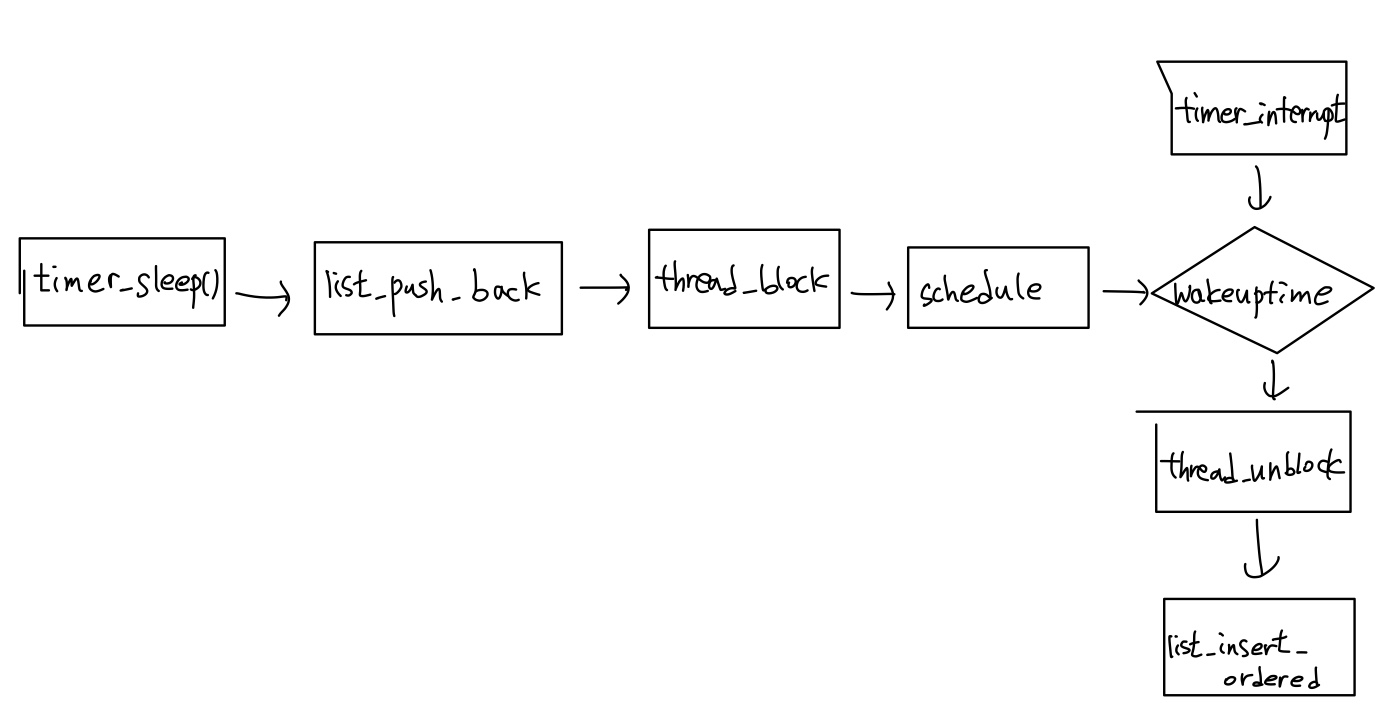 timer_interrupt
timer_sleep()
list_push_back
thread_block
schedule
wakeuptime
thread_unblock
list_insert_
ordered